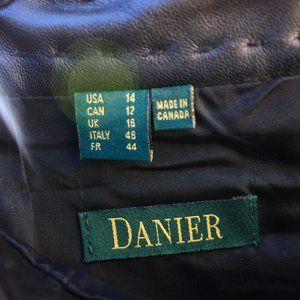 USA 14
CAN 12
UK 16
ITALY 46
FR 44
MADE IN
CANADA
DANIER